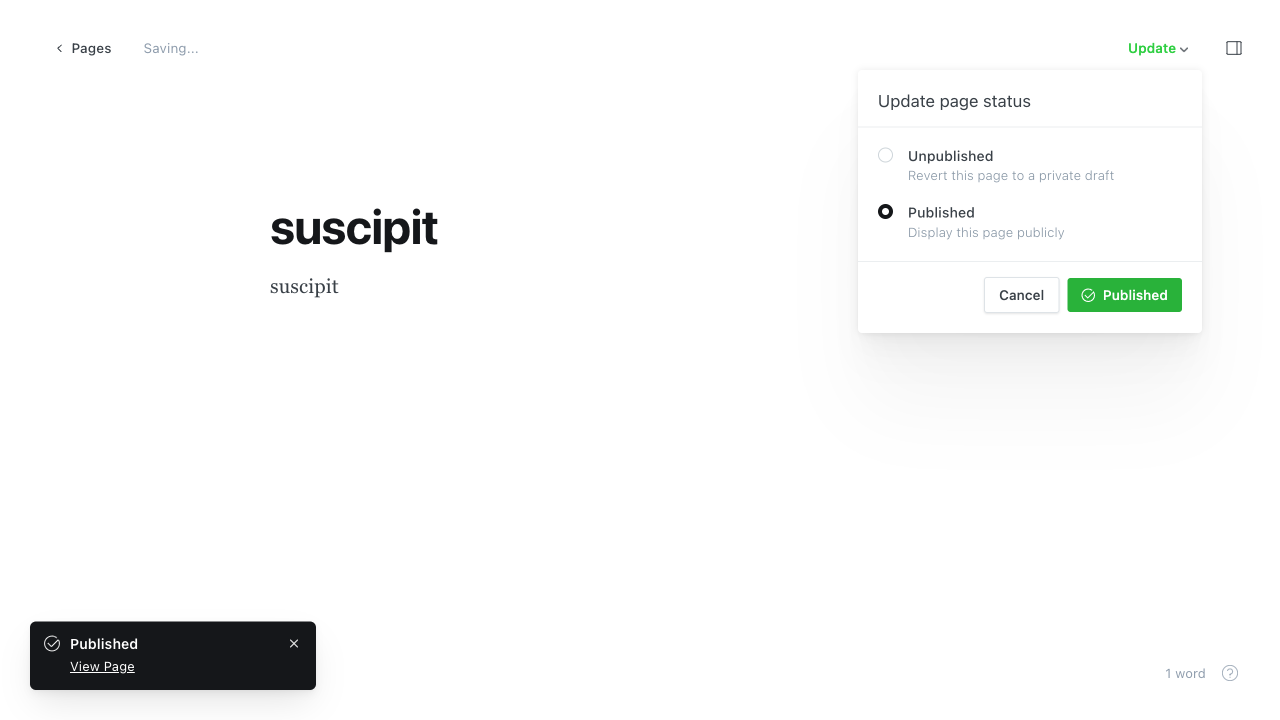 Pages
Saving...
Update
Update page status
Unpublished
Revert this page to a private draft
Published
Display this page publicly
Cancel
Published
suscipit
suscipit
Published
View Page
1 word